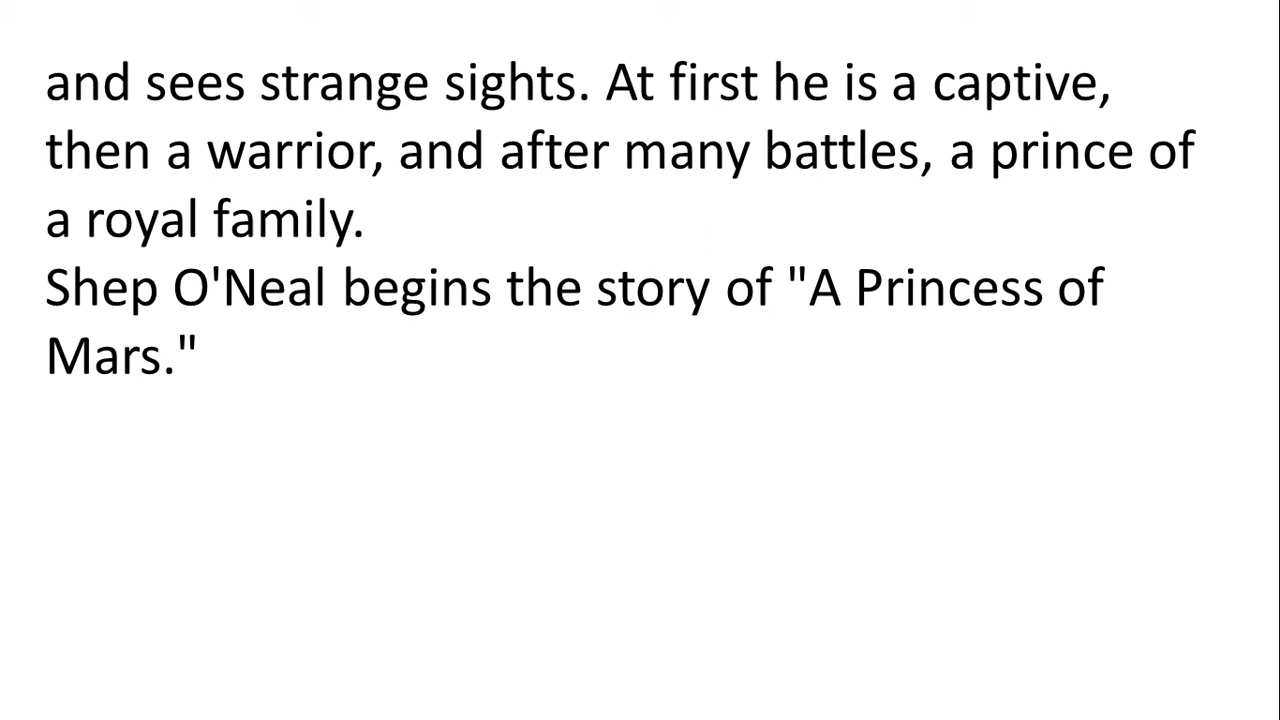 and sees strange sights. At first he is a captive,
then a warrior, and after many battles, a prince of
a royal family.
Shep O'Neal begins the story of "A Princess of
Mars."